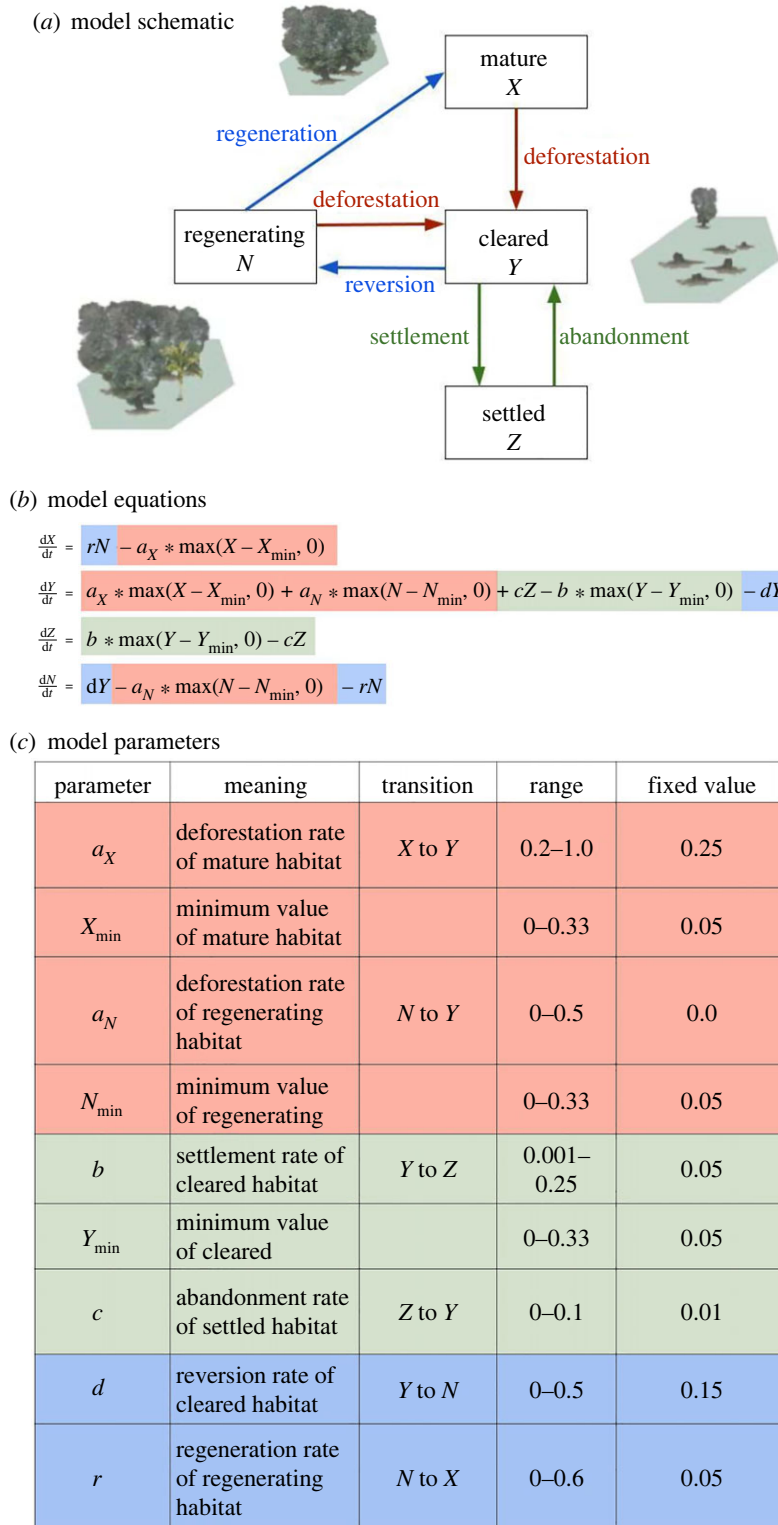 (a) model schematic
mature
X
regeneration
deforestation
deforestation
regenerating
N
cleared
Y
reversion
settlement
abandonment
settled
Z
(b) model equations
dX/dt = rN – a_X * max(X – X_min, 0)
dY/dt = a_X * max(X – X_min, 0) + a_N * max(N – N_min, 0) + cZ – b * max(Y – Y_min, 0) – dY
dZ/dt = b * max(Y – Y_min, 0) – cZ
dN/dt = dY – a_N * max(N – N_min, 0) – rN
(c) model parameters
parameter meaning transition range fixed value
a_X deforestation rate of mature habitat X to Y 0.2–1.0 0.25
X_min minimum value of mature habitat 0–0.33 0.05
a_N deforestation rate of regenerating habitat N to Y 0–0.5 0.0
N_min minimum value of regenerating 0–0.33 0.05
b settlement rate of cleared habitat Y to Z 0.001–0.25 0.05
Y_min minimum value of cleared 0–0.33 0.05
c abandonment rate of settled habitat Z to Y 0–0.1 0.01
d reversion rate of cleared habitat Y to N 0–0.5 0.15
r regeneration rate of regenerating habitat N to X 0–0.6 0.05